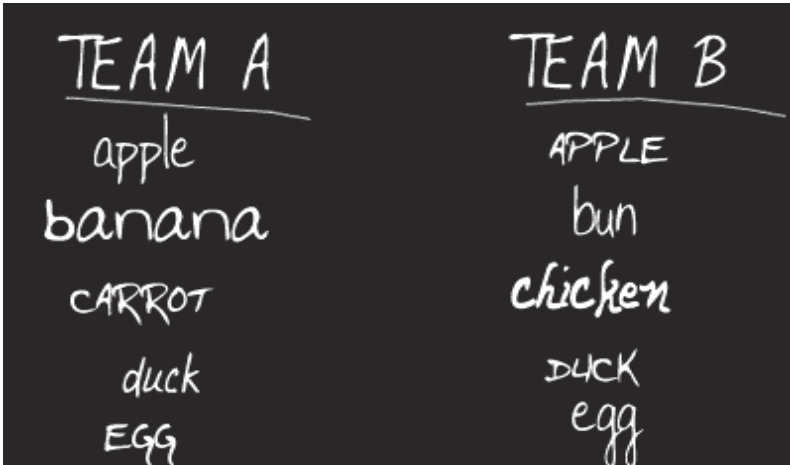 TEAM A TEAM B
apple APPLE
banana bun
CARROT chicken
duck DUCK
EGG egg